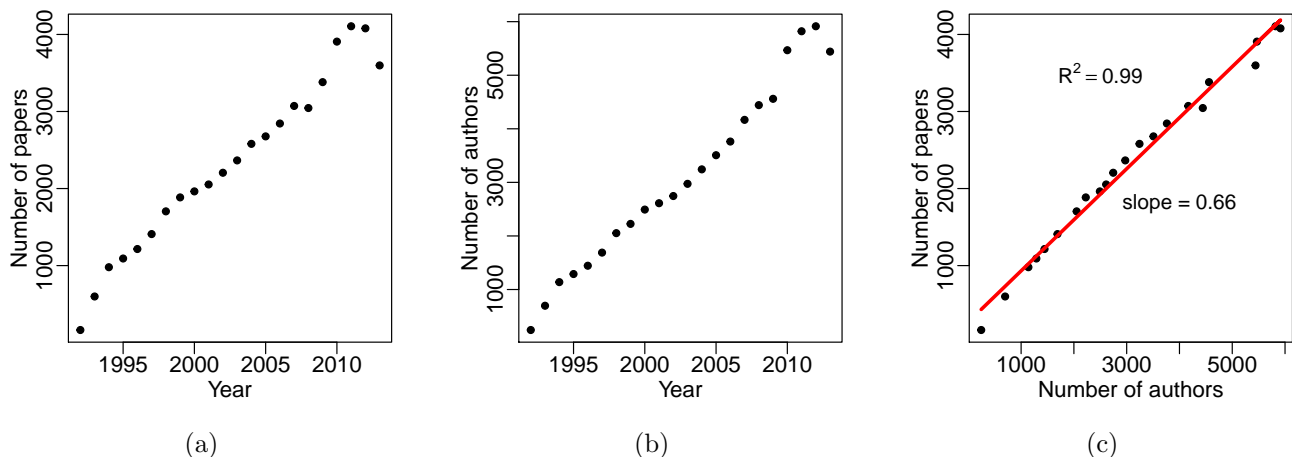 Number of papers
1000
2000
3000
4000
1995
2000
2005
2010
Year
(a)
Number of authors
1000
3000
5000
1995
2000
2005
2010
Year
(b)
Number of papers
1000
2000
3000
4000
R² = 0.99
slope = 0.66
1000
3000
5000
Number of authors
(c)